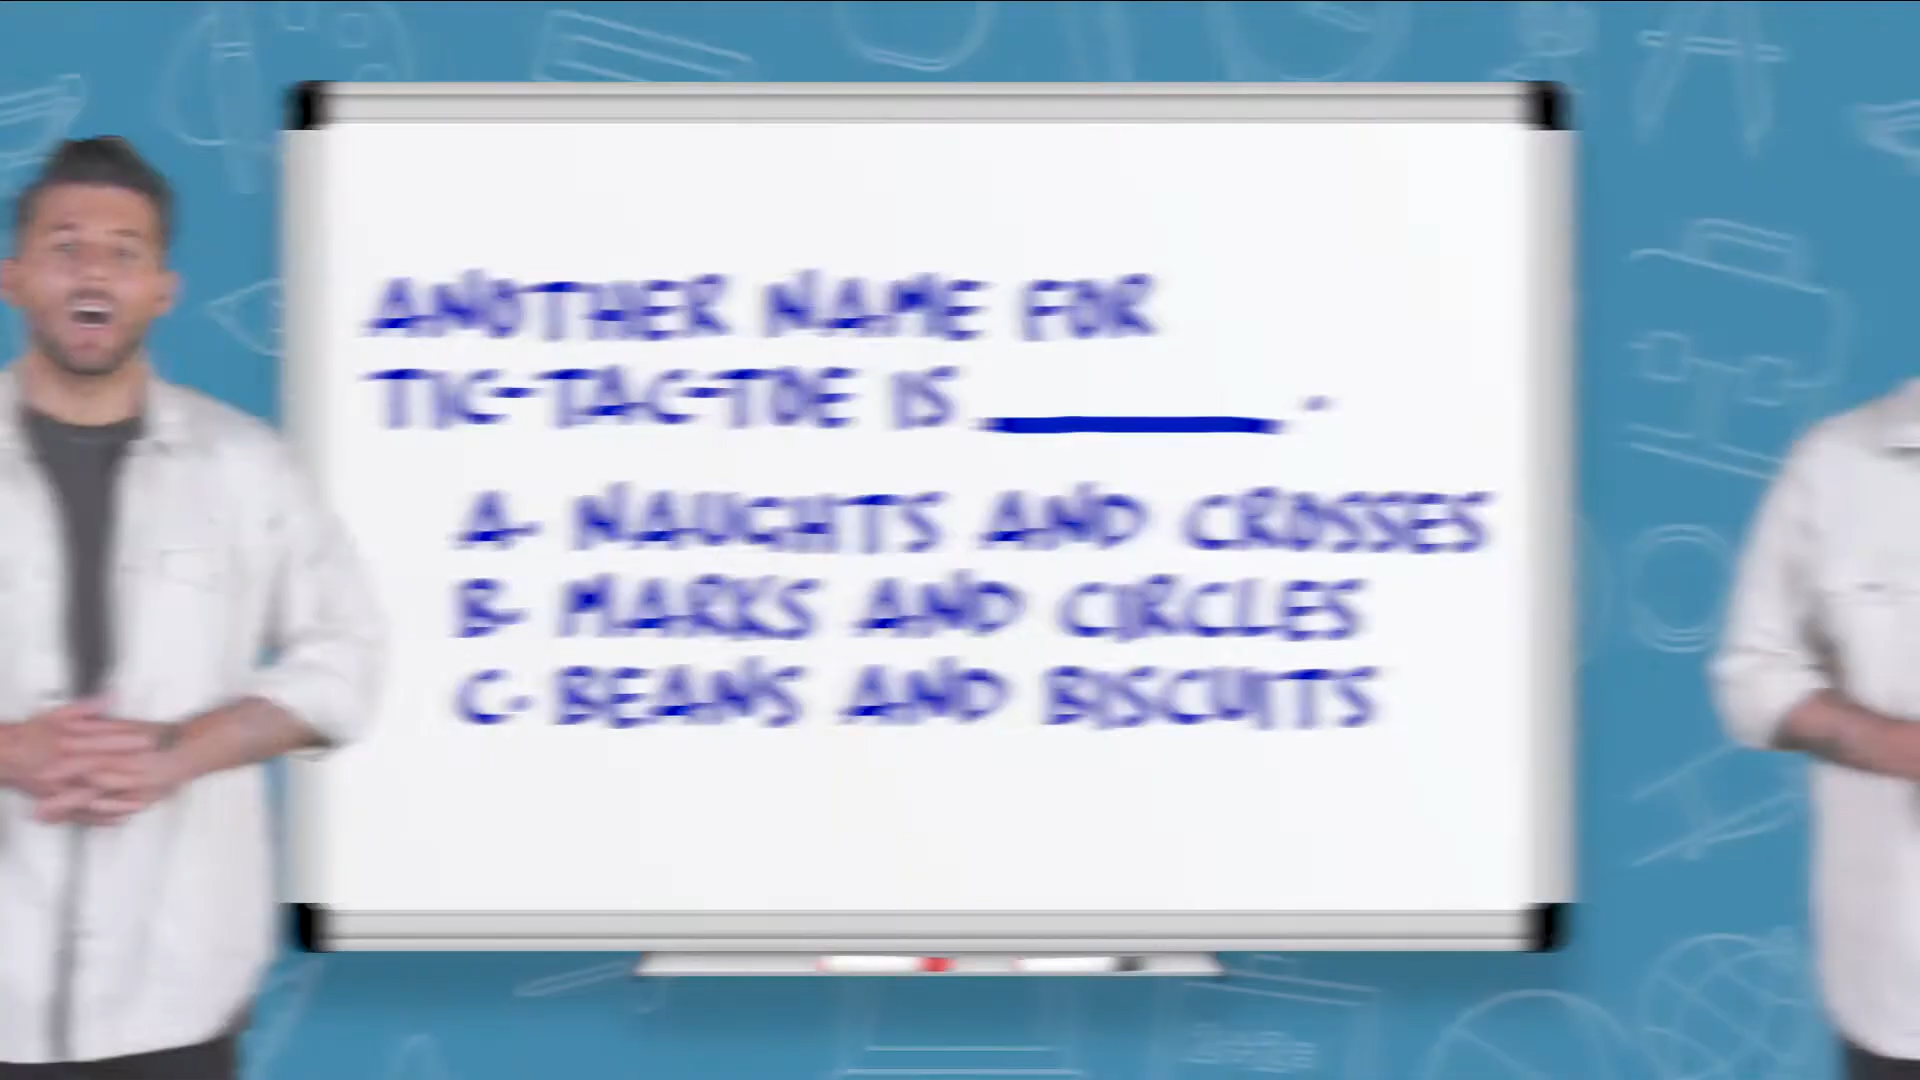 ANOTHER NAME FOR
TIC-TAC-TOE IS ______.
A- NAUGHTS AND CROSSES
B- MARKS AND CIRCLES
C- BEANS AND BISCUITS